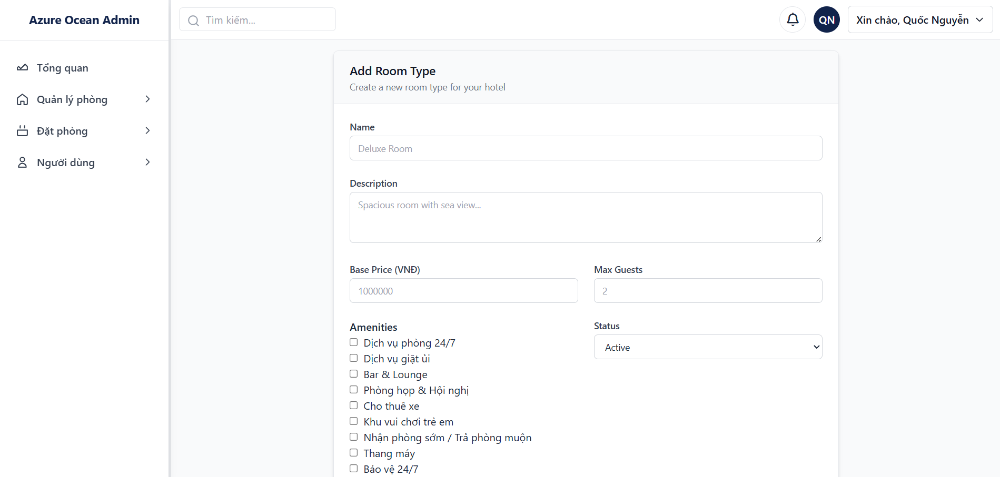 Azure Ocean Admin
Tìm kiếm...
QN
Xin chào, Quốc Nguyễn
Tổng quan
Quản lý phòng
Đặt phòng
Người dùng
Add Room Type
Create a new room type for your hotel
Name
Deluxe Room
Description
Spacious room with sea view...
Base Price (VNĐ)
Max Guests
1000000
2
Amenities
Status
Active
Dịch vụ phòng 24/7
Dịch vụ giặt ủi
Bar & Lounge
Phòng họp & Hội nghị
Cho thuê xe
Khu vui chơi trẻ em
Nhận phòng sớm / Trả phòng muộn
Thang máy
Bảo vệ 24/7